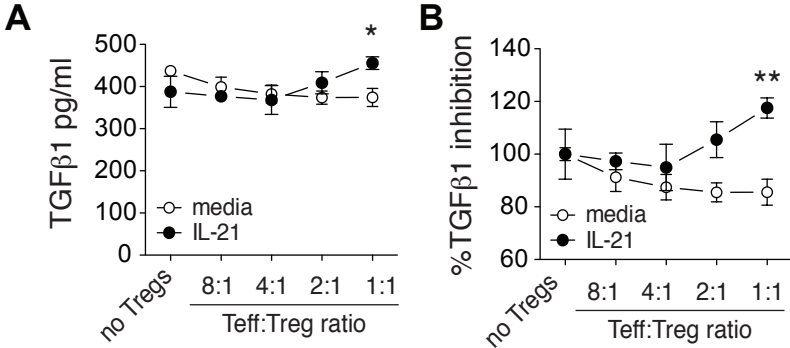 A
*
TGFβ1 pg/ml
500
400
300
200
100
0
media
IL-21
no Tregs
8:1
4:1
2:1
1:1
Teff:Treg ratio
B
**
%TGFβ1 inhibition
140
120
100
80
60
media
IL-21
no Tregs
8:1
4:1
2:1
1:1
Teff:Treg ratio